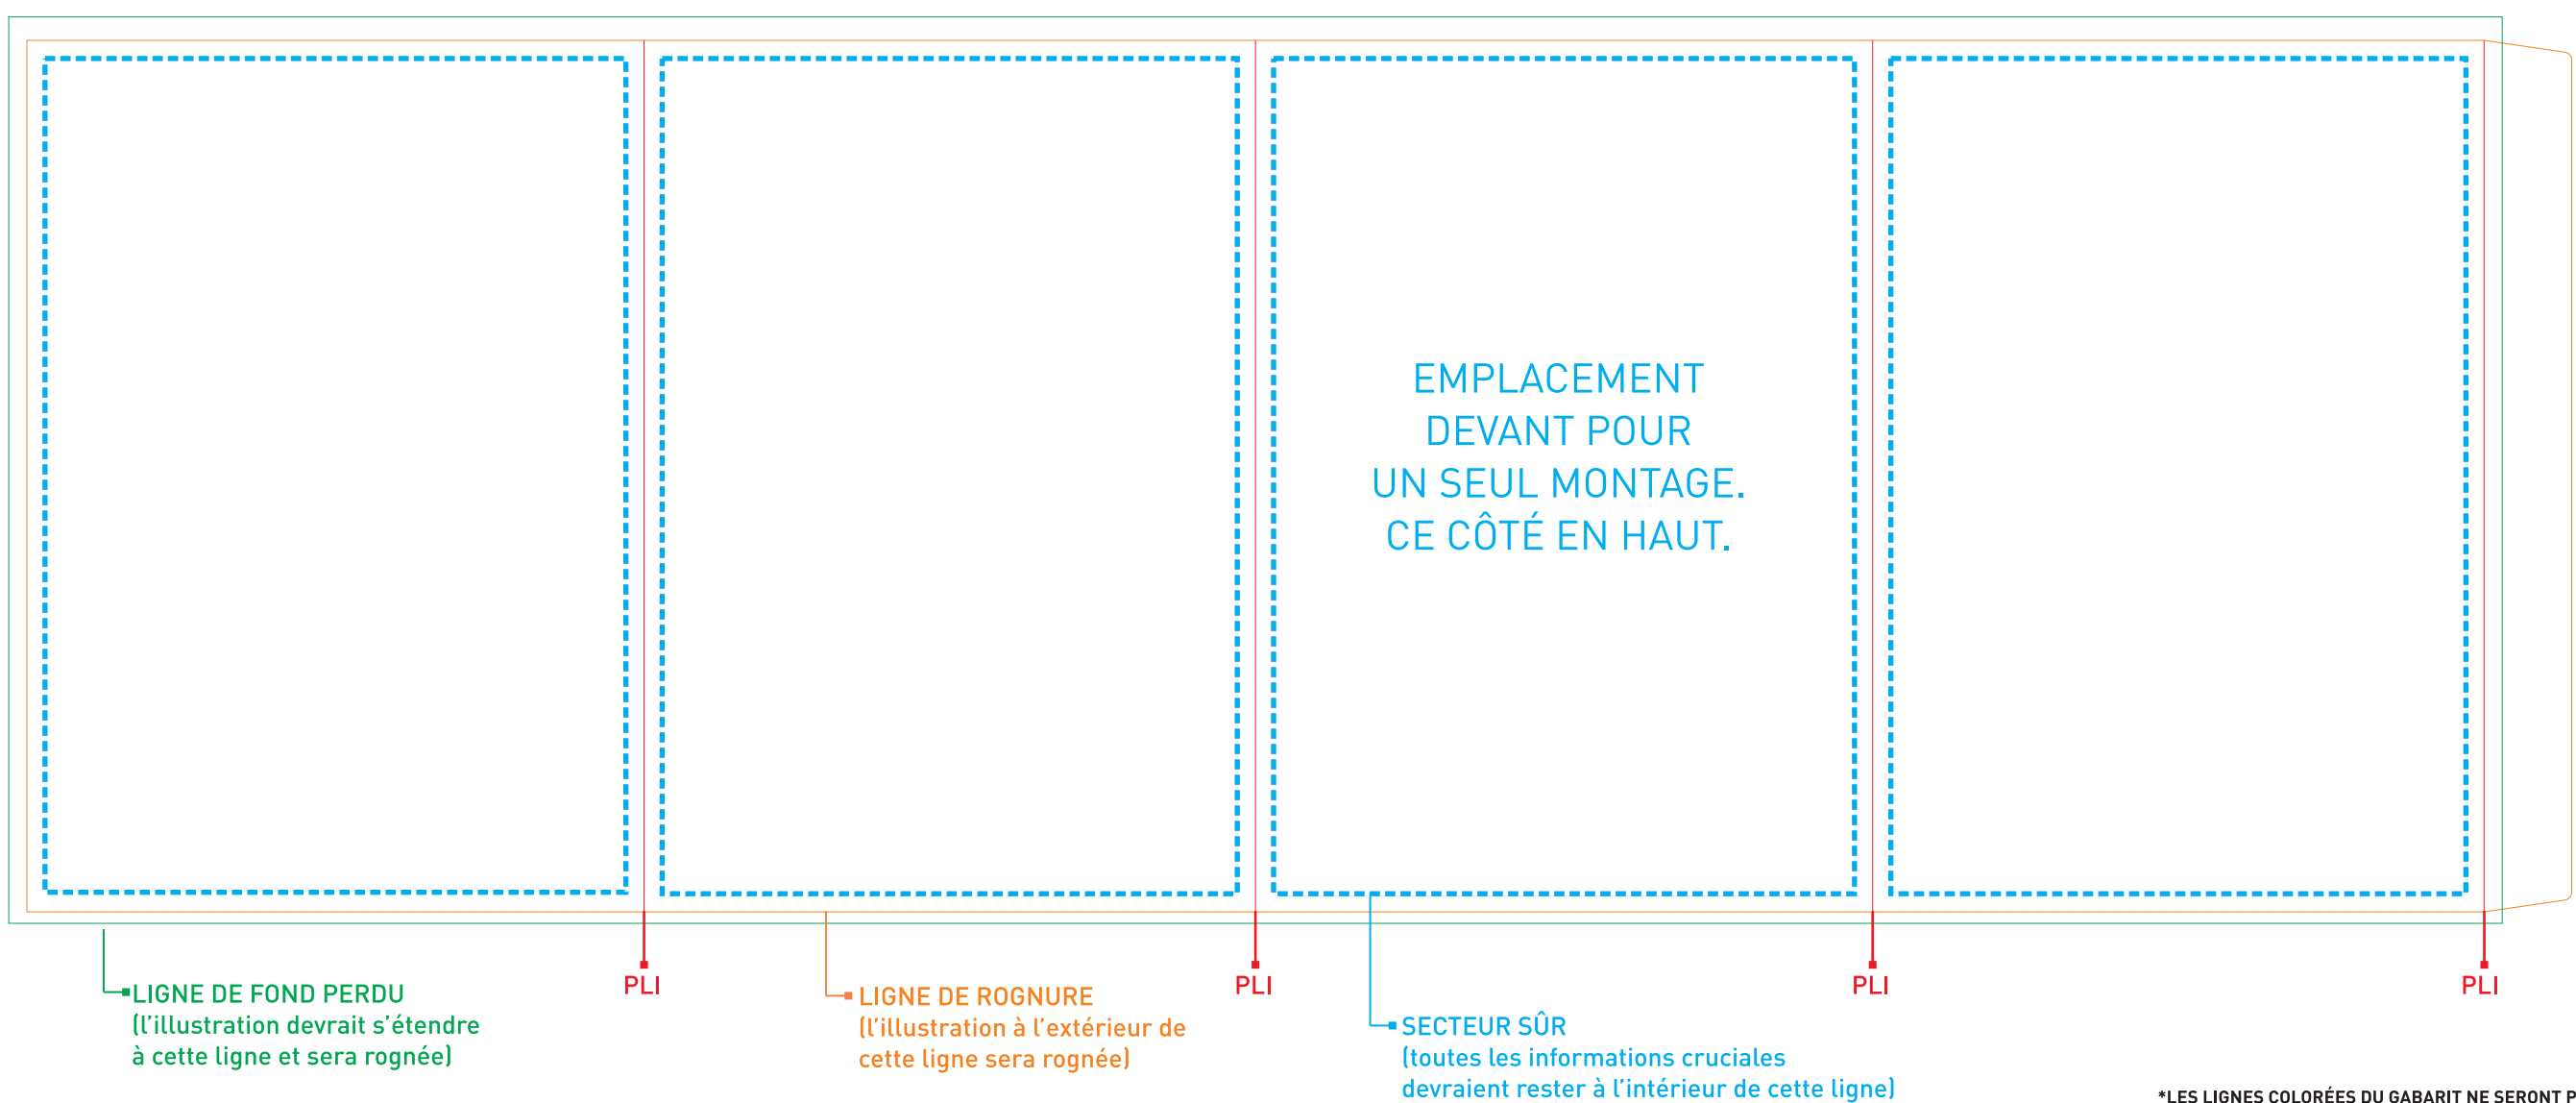 EMPLACEMENT
DEVANT POUR
UN SEUL MONTAGE.
CE CÔTÉ EN HAUT.
PLI
PLI
PLI
PLI
LIGNE DE FOND PERDU
(l'illustration devrait s'étendre
à cette ligne et sera rognée)
LIGNE DE ROGNURE
(l'illustration à l'extérieur de
cette ligne sera rognée)
SECTEUR SÛR
(toutes les informations cruciales
devraient rester à l'intérieur de cette ligne)
*LES LIGNES COLORÉES DU GABARIT NE SERONT